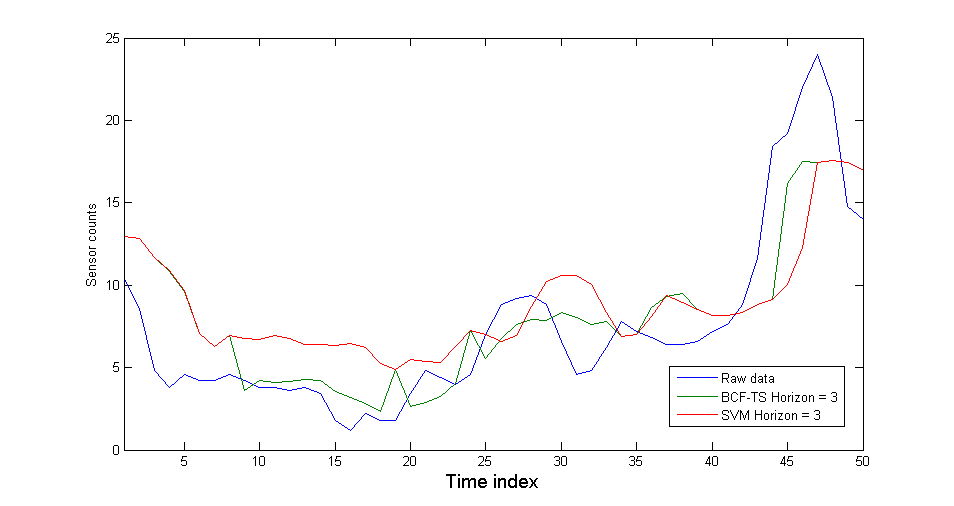 25
20
15
10
5
0
Sensor counts
5 10 15 20 25 30 35 40 45 50
Time index
Raw data
BCF-TS Horizon = 3
SVM Horizon = 3